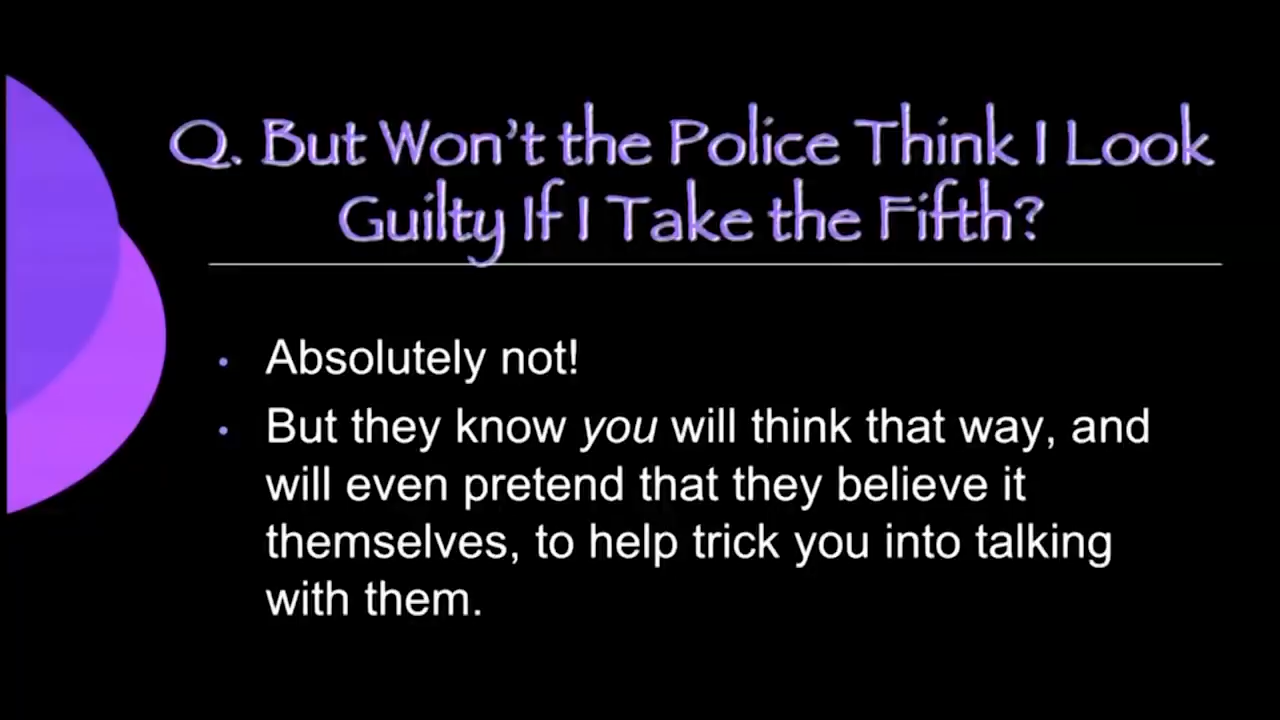 Q. But Won't the Police Think I Look
Guilty If I Take the Fifth?
• Absolutely not!
• But they know you will think that way, and
will even pretend that they believe it
themselves, to help trick you into talking
with them.